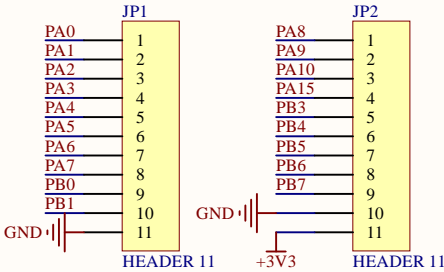 JP1
PA0 1
PA1 2
PA2 3
PA3 4
PA4 5
PA5 6
PA6 7
PA7 8
PB0 9
PB1 10
GND 11
HEADER 11
JP2
PA8 1
PA9 2
PA10 3
PA15 4
PB3 5
PB4 6
PB5 7
PB6 8
PB7 9
GND 10
11
+3V3
HEADER 11